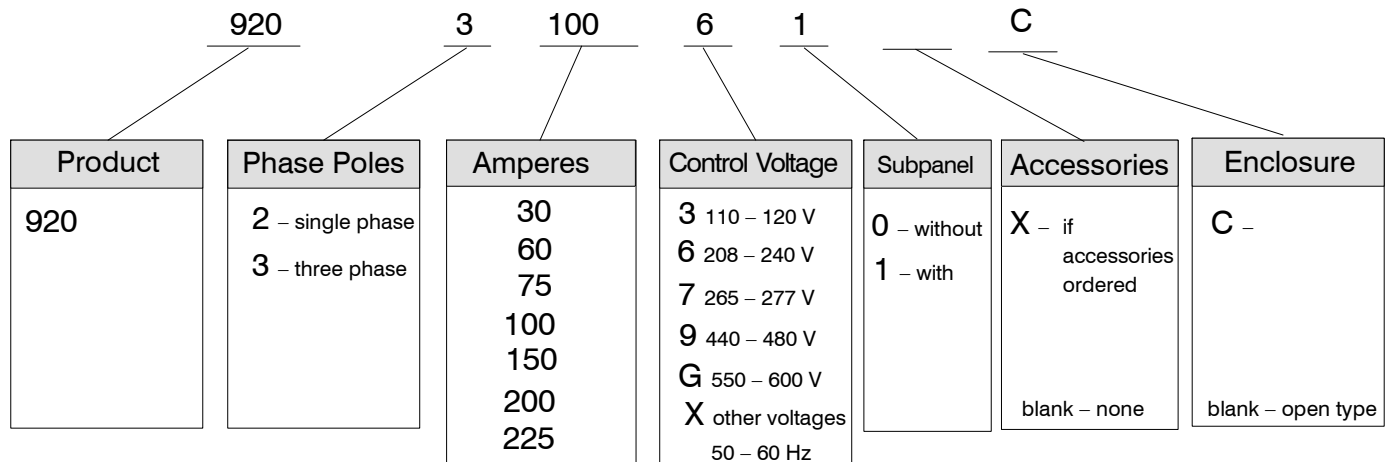 920 3 100 6 1 C
Product
920
Phase Poles
2 – single phase
3 – three phase
Amperes
30
60
75
100
150
200
225
Control Voltage
3 110 – 120 V
6 208 – 240 V
7 265 – 277 V
9 440 – 480 V
G 550 – 600 V
X other voltages
50 – 60 Hz
Subpanel
0 – without
1 – with
Accessories
X – if
accessories
ordered
blank – none
Enclosure
C –
blank – open type